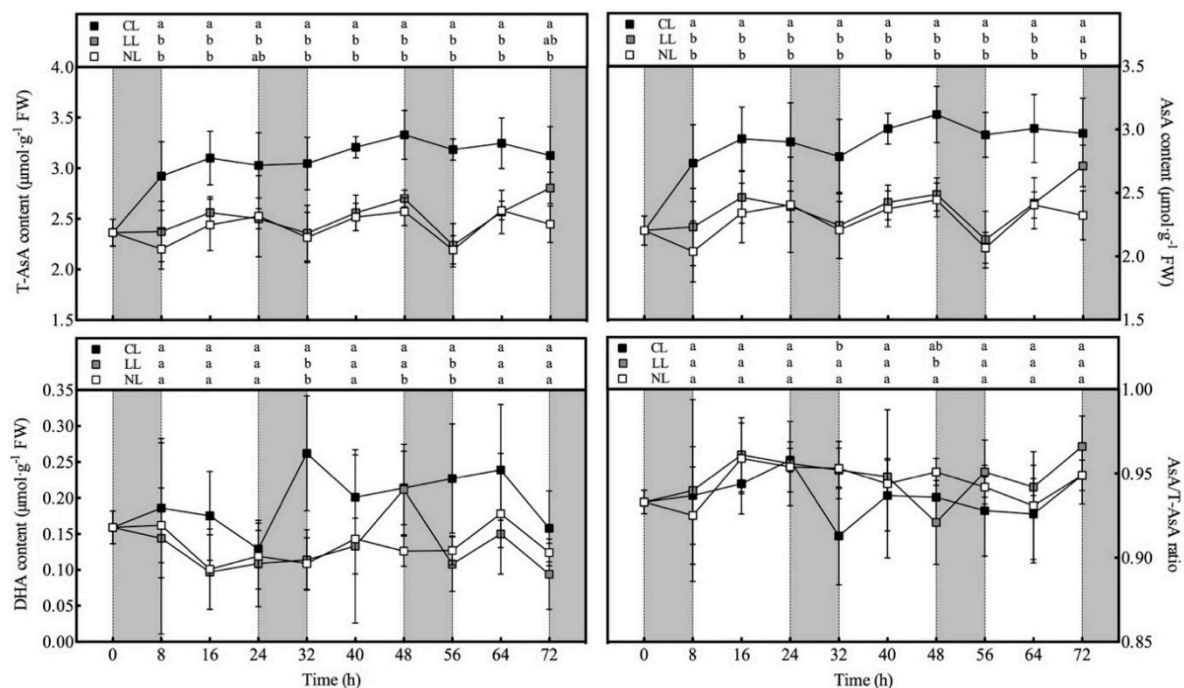 CL a a a a a a a a a
LL b b b b b b b b ab
NL b b ab b b b b b b
4.0
3.5
3.0
2.5
2.0
1.5
T-AsA content (μmol·g⁻¹ FW)
CL a a a a a a a a a
LL b b b b b b b b a
NL b b b b b b b b b
3.5
3.0
2.5
2.0
1.5
AsA content (μmol·g⁻¹ FW)
CL a a a a a a a a a
LL a a a b a a b a a
NL a a a b a b b a a
0.35
0.30
0.25
0.20
0.15
0.10
0.05
0.00
DHA content (μmol·g⁻¹ FW)
0 8 16 24 32 40 48 56 64 72
Time (h)
CL a a a b a ab a a a
LL a a a a a b a a a
NL a a a a a a a a a
1.00
0.95
0.90
0.85
AsA/T-AsA ratio
0 8 16 24 32 40 48 56 64 72
Time (h)